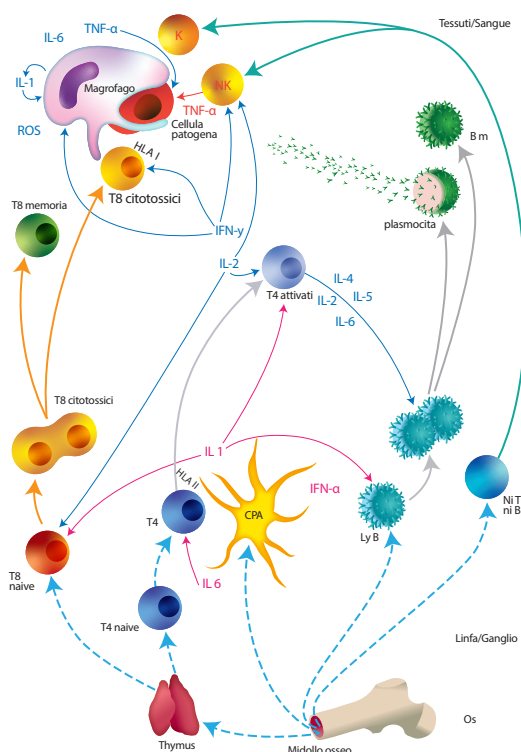 Tessuti/Sangue
TNF-α
K
IL-6
IL-1
Macrofago
NK
TNF-α
Cellula
patogena
ROS
HLA I
T8 citotossici
B m
plasmocita
T8 memoria
IFN-y
IL-2
T4 attivati
IL-4
IL-2
IL-5
IL-6
T8 citotossici
IL 1
HLA II
IFN-α
Ni T
ni B
CPA
T4
Ly B
T8
naive
IL 6
T4 naive
Linfa/Ganglio
Os
Thymus
Midollo osseo